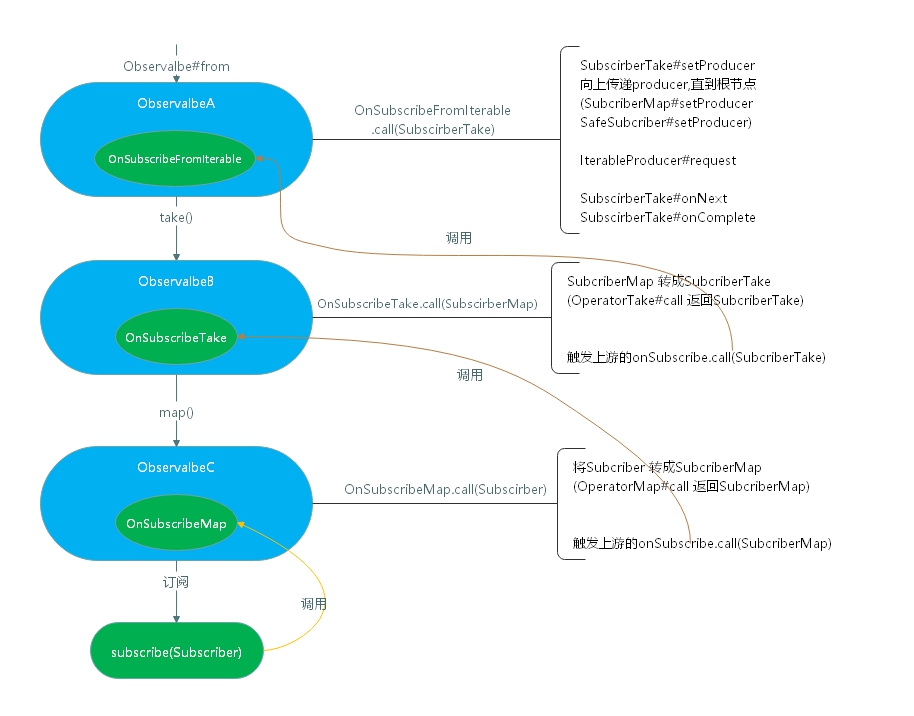 Observalbe#from
ObservalbeA
OnSubscribeFromIterable
OnSubscribeFromIterable
.call(SubscirberTake)
SubscirberTake#setProducer
向上传递producer,直到根节点
(SubcriberMap#setProducer
SafeSubcriber#setProducer)
IterableProducer#request
SubscirberTake#onNext
SubscirberTake#onComplete
take()
调用
ObservalbeB
OnSubscribeTake
OnSubscribeTake.call(SubscirberMap)
SubcriberMap 转成SubcriberTake
(OperatorTake#call 返回SubcriberTake)
触发上游的onSubscribe.call(SubcriberTake)
调用
map()
ObservalbeC
OnSubscribeMap
OnSubscribeMap.call(Subscirber)
将Subcriber 转成SubcriberMap
(OperatorMap#call 返回SubcriberMap)
触发上游的onSubscribe.call(SubcriberMap)
订阅
调用
subscribe(Subscriber)